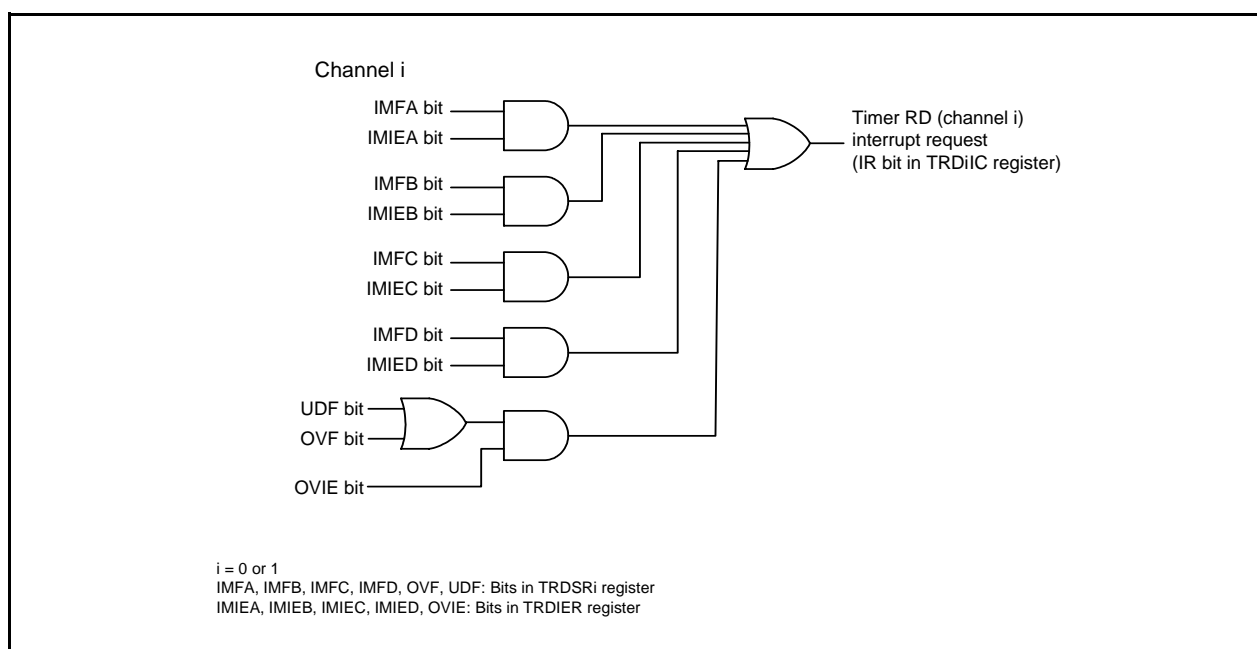 Channel i
IMFA bit
IMIEA bit
IMFB bit
IMIEB bit
IMFC bit
IMIEC bit
IMFD bit
IMIED bit
UDF bit
OVF bit
OVIE bit
Timer RD (channel i)
interrupt request
(IR bit in TRDiIC register)
i = 0 or 1
IMFA, IMFB, IMFC, IMFD, OVF, UDF: Bits in TRDSRi register
IMIEA, IMIEB, IMIEC, IMIED, OVIE: Bits in TRDIER register